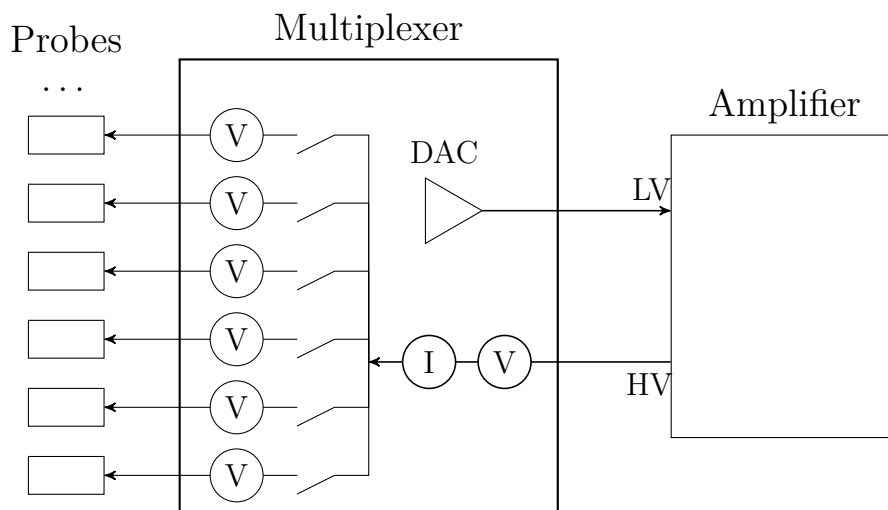 Multiplexer
Probes
...
Amplifier
V
DAC
LV
V
V
V
I
V
HV
V
V